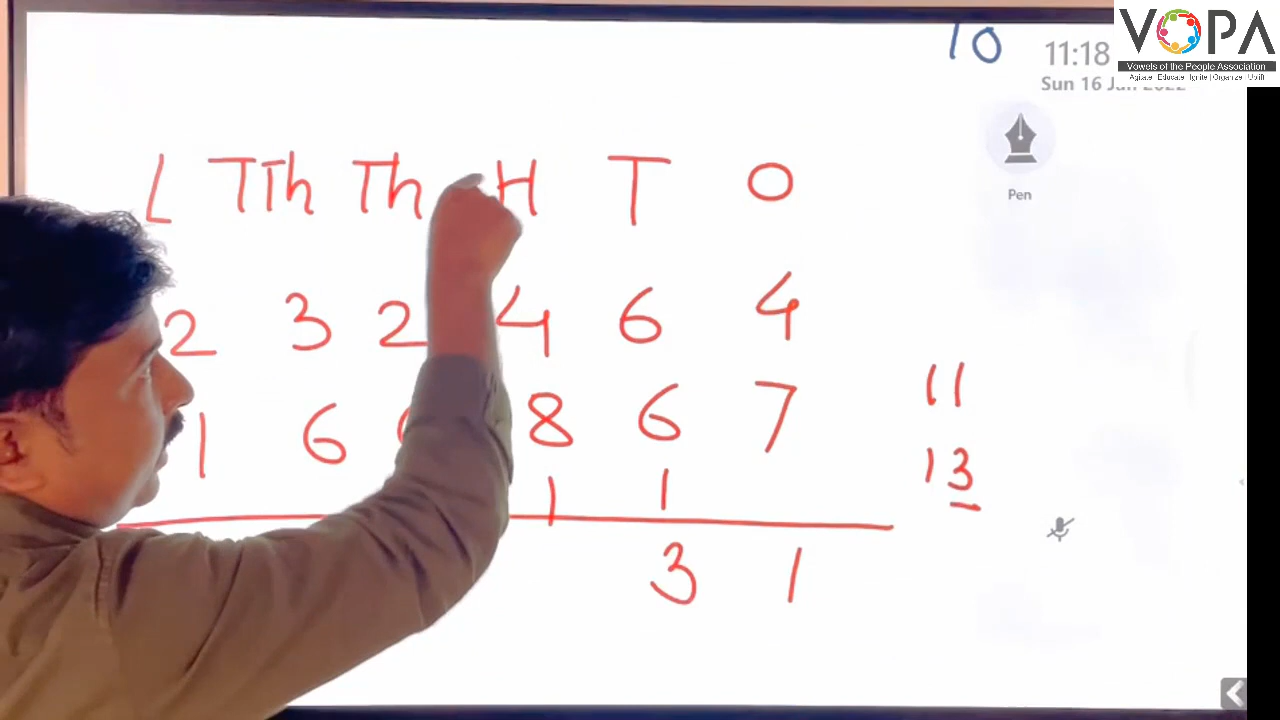 10
11:18
VOPA
Vowels of the People Association
Agitate | Educate | Ignite | Organize | Uplift
Sun 16 Jan 2022
Pen
L TTh Th H T O
2 3 2 4 6 4
1 6 8 6 7
11
13
1 1
3 1